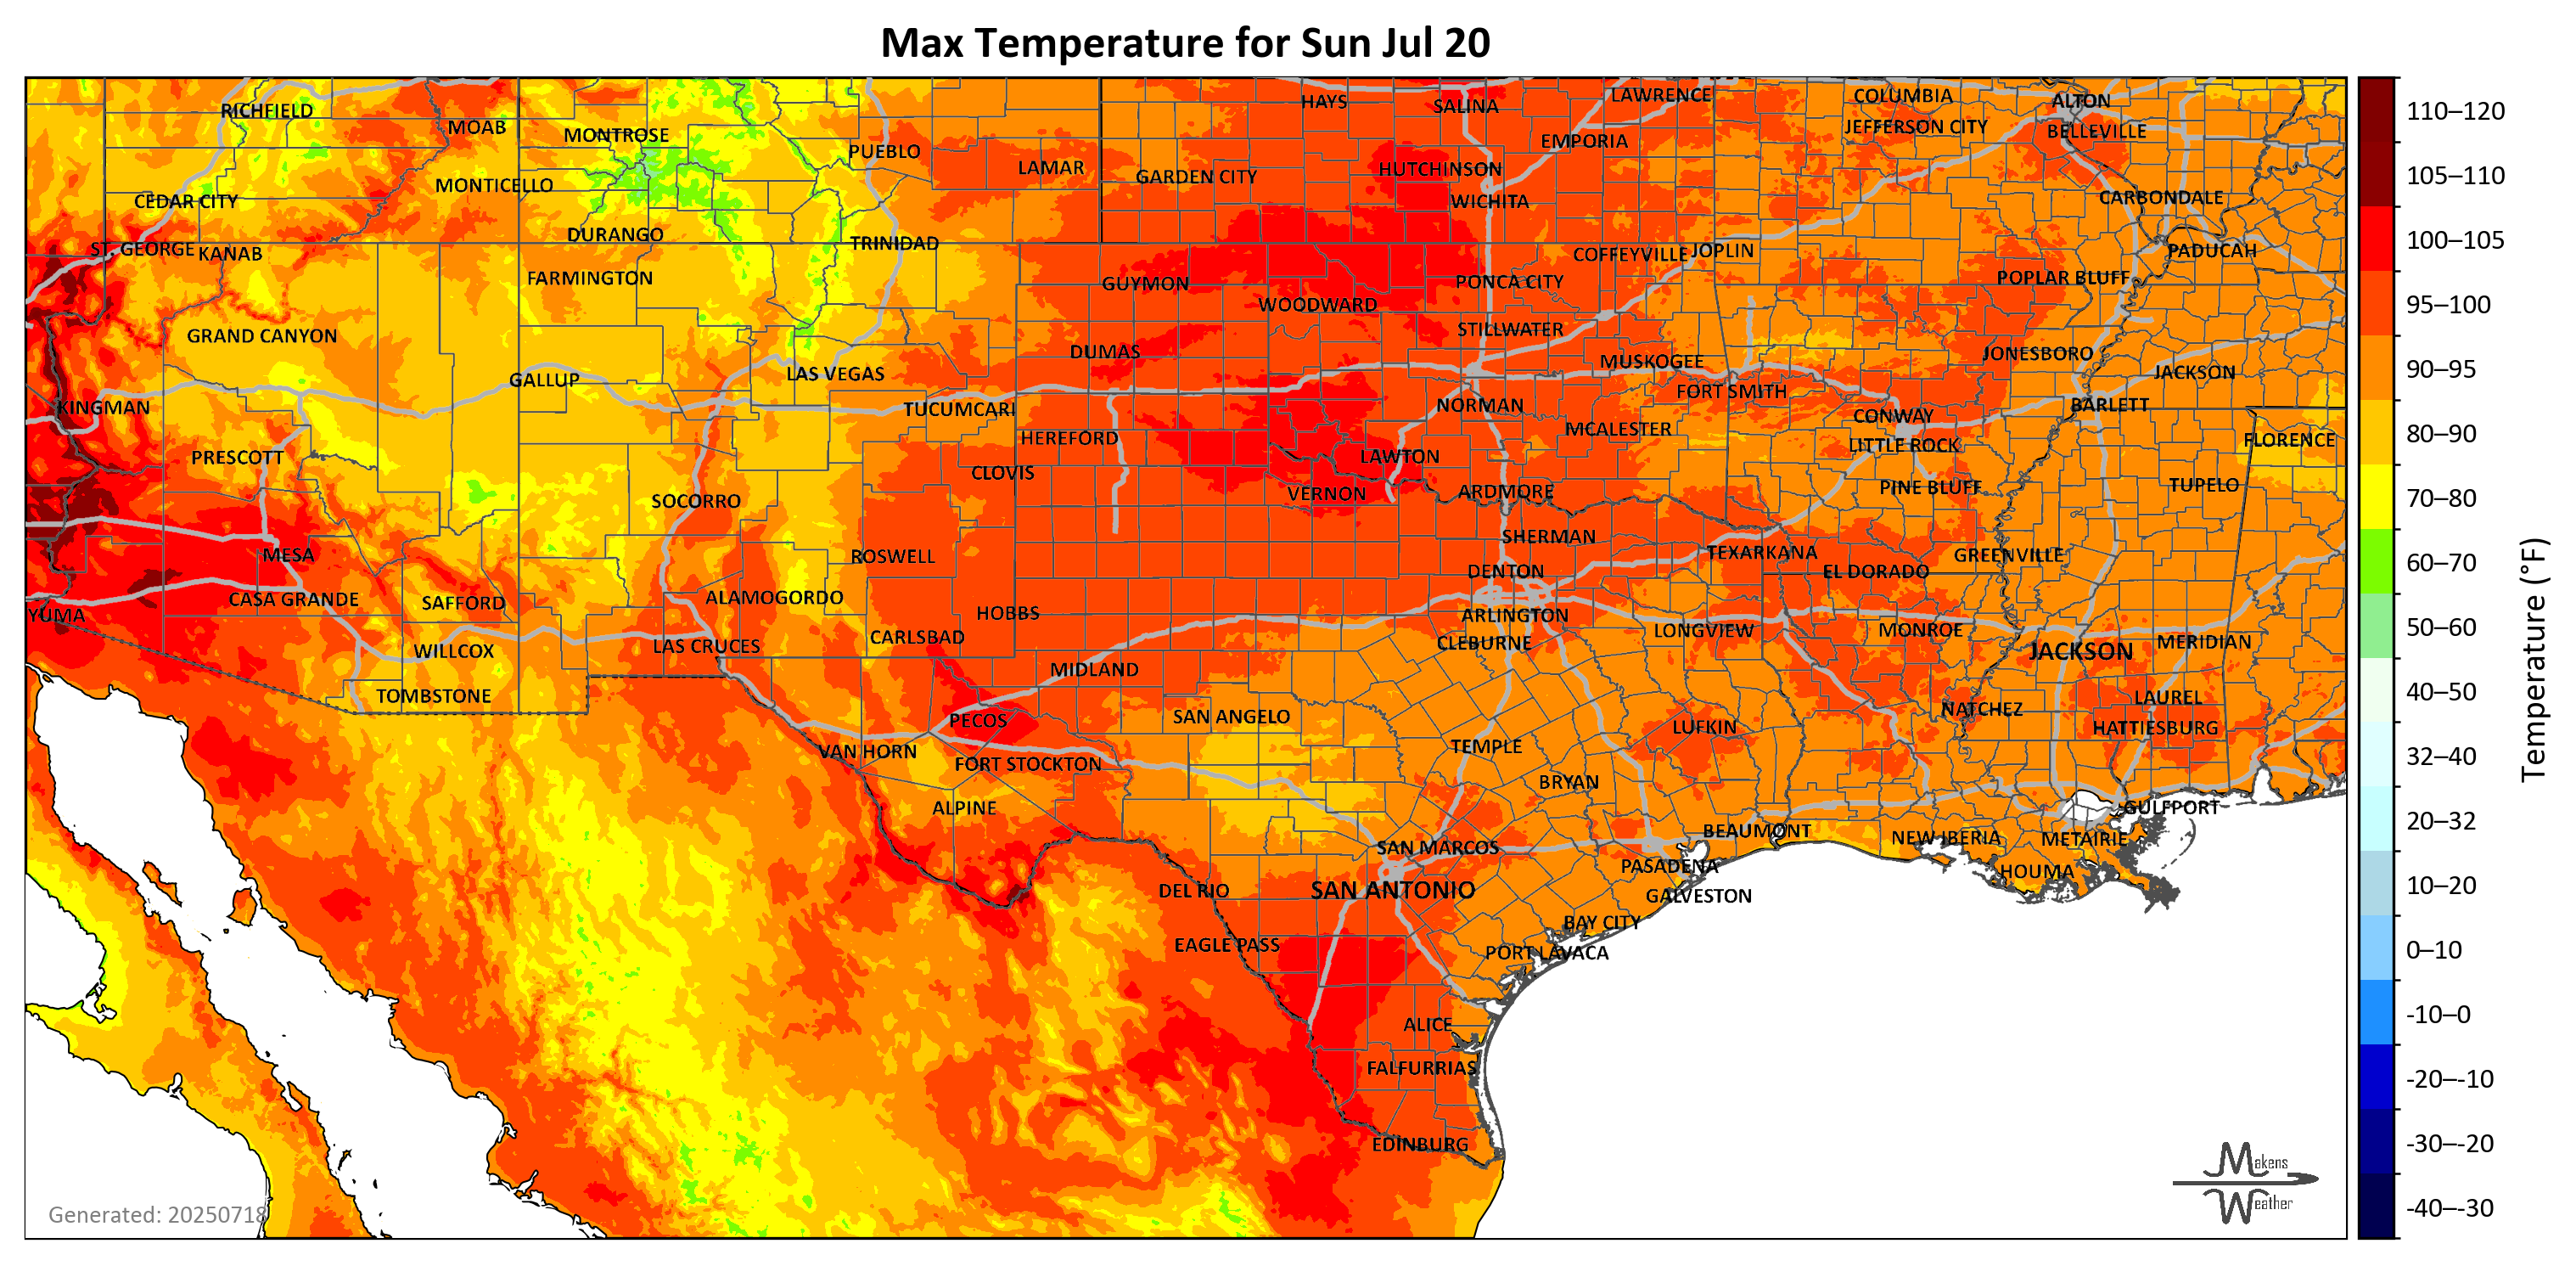 Max Temperature for Sun Jul 20
RICHFIELD
MOAB
MONTROSE
PUEBLO
LAMAR
HAYS
SALINA
LAWRENCE
COLUMBIA
ALTON
JEFFERSON CITY
BELLEVILLE
EMPORIA
GARDEN CITY
HUTCHINSON
MONTICELLO
CEDAR CITY
WICHITA
CARBONDALE
DURANGO
TRINIDAD
ST. GEORGE
KANAB
COFFEYVILLE
JOPLIN
PADUCAH
FARMINGTON
GUYMON
PONCA CITY
POPLAR BLUFF
WOODWARD
GRAND CANYON
STILLWATER
DUMAS
JONESBORO
MUSKOGEE
GALLUP
LAS VEGAS
JACKSON
FORT SMITH
KINGMAN
TUCUMCARI
NORMAN
BARLETT
CONWAY
HEREFORD
MCALESTER
LITTLE ROCK
FLORENCE
PRESCOTT
LAWTON
CLOVIS
SOCORRO
VERNON
ARDMORE
PINE BLUFF
TUPELO
SHERMAN
MESA
ROSWELL
TEXARKANA
GREENVILLE
DENTON
EL DORADO
CASA GRANDE
SAFFORD
ALAMOGORDO
HOBBS
YUMA
ARLINGTON
CARLSBAD
CLEBURNE
LONGVIEW
MONROE
WILLCOX
LAS CRUCES
JACKSON
MERIDIAN
MIDLAND
TOMBSTONE
LAUREL
PECOS
SAN ANGELO
NATCHEZ
LUFKIN
HATTIESBURG
VAN HORN
TEMPLE
FORT STOCKTON
BRYAN
ALPINE
GULFPORT
BEAUMONT
NEW IBERIA
METAIRIE
SAN MARCOS
PASADENA
HOUMA
DEL RIO
SAN ANTONIO
GALVESTON
BAY CITY
EAGLE PASS
PORT LAVACA
ALICE
FALFURRIAS
EDINBURG
Generated: 20250718
Makens
Weather
110–120
105–110
100–105
95–100
90–95
80–90
70–80
60–70
50–60
40–50
32–40
20–32
10–20
0–10
-10–0
-20–-10
-30–-20
-40–-30
Temperature (°F)